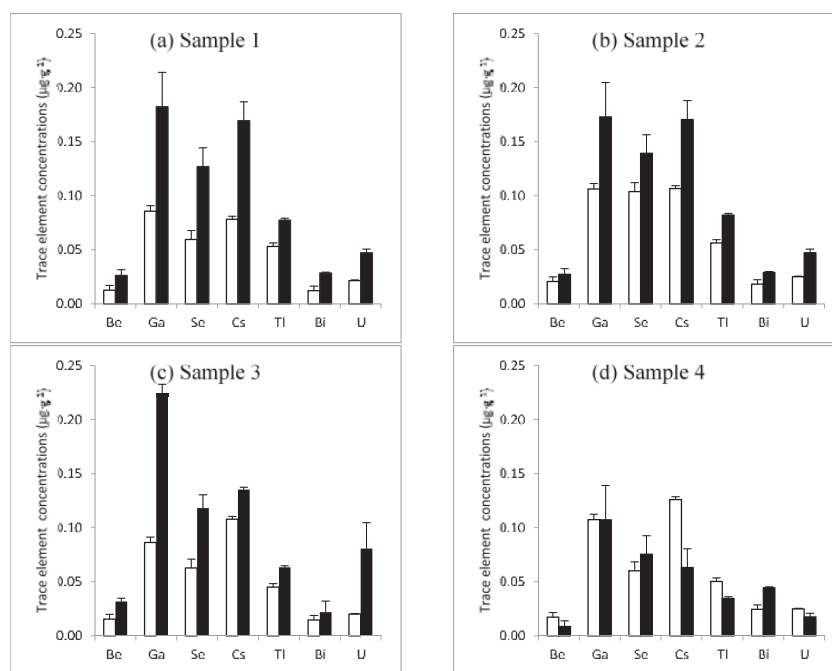 (a) Sample 1
Trace element concentrations (µg·g⁻¹)
0.25
0.20
0.15
0.10
0.05
0.00
Be Ga Se Cs Tl Bi U
(b) Sample 2
Trace element concentrations (µg·g⁻¹)
0.25
0.20
0.15
0.10
0.05
0.00
Be Ga Se Cs Tl Bi U
(c) Sample 3
Trace element concentrations (µg·g⁻¹)
0.25
0.20
0.15
0.10
0.05
0.00
Be Ga Se Cs Tl Bi U
(d) Sample 4
Trace element concentrations (µg·g⁻¹)
0.25
0.20
0.15
0.10
0.05
0.00
Be Ga Se Cs Tl Bi U